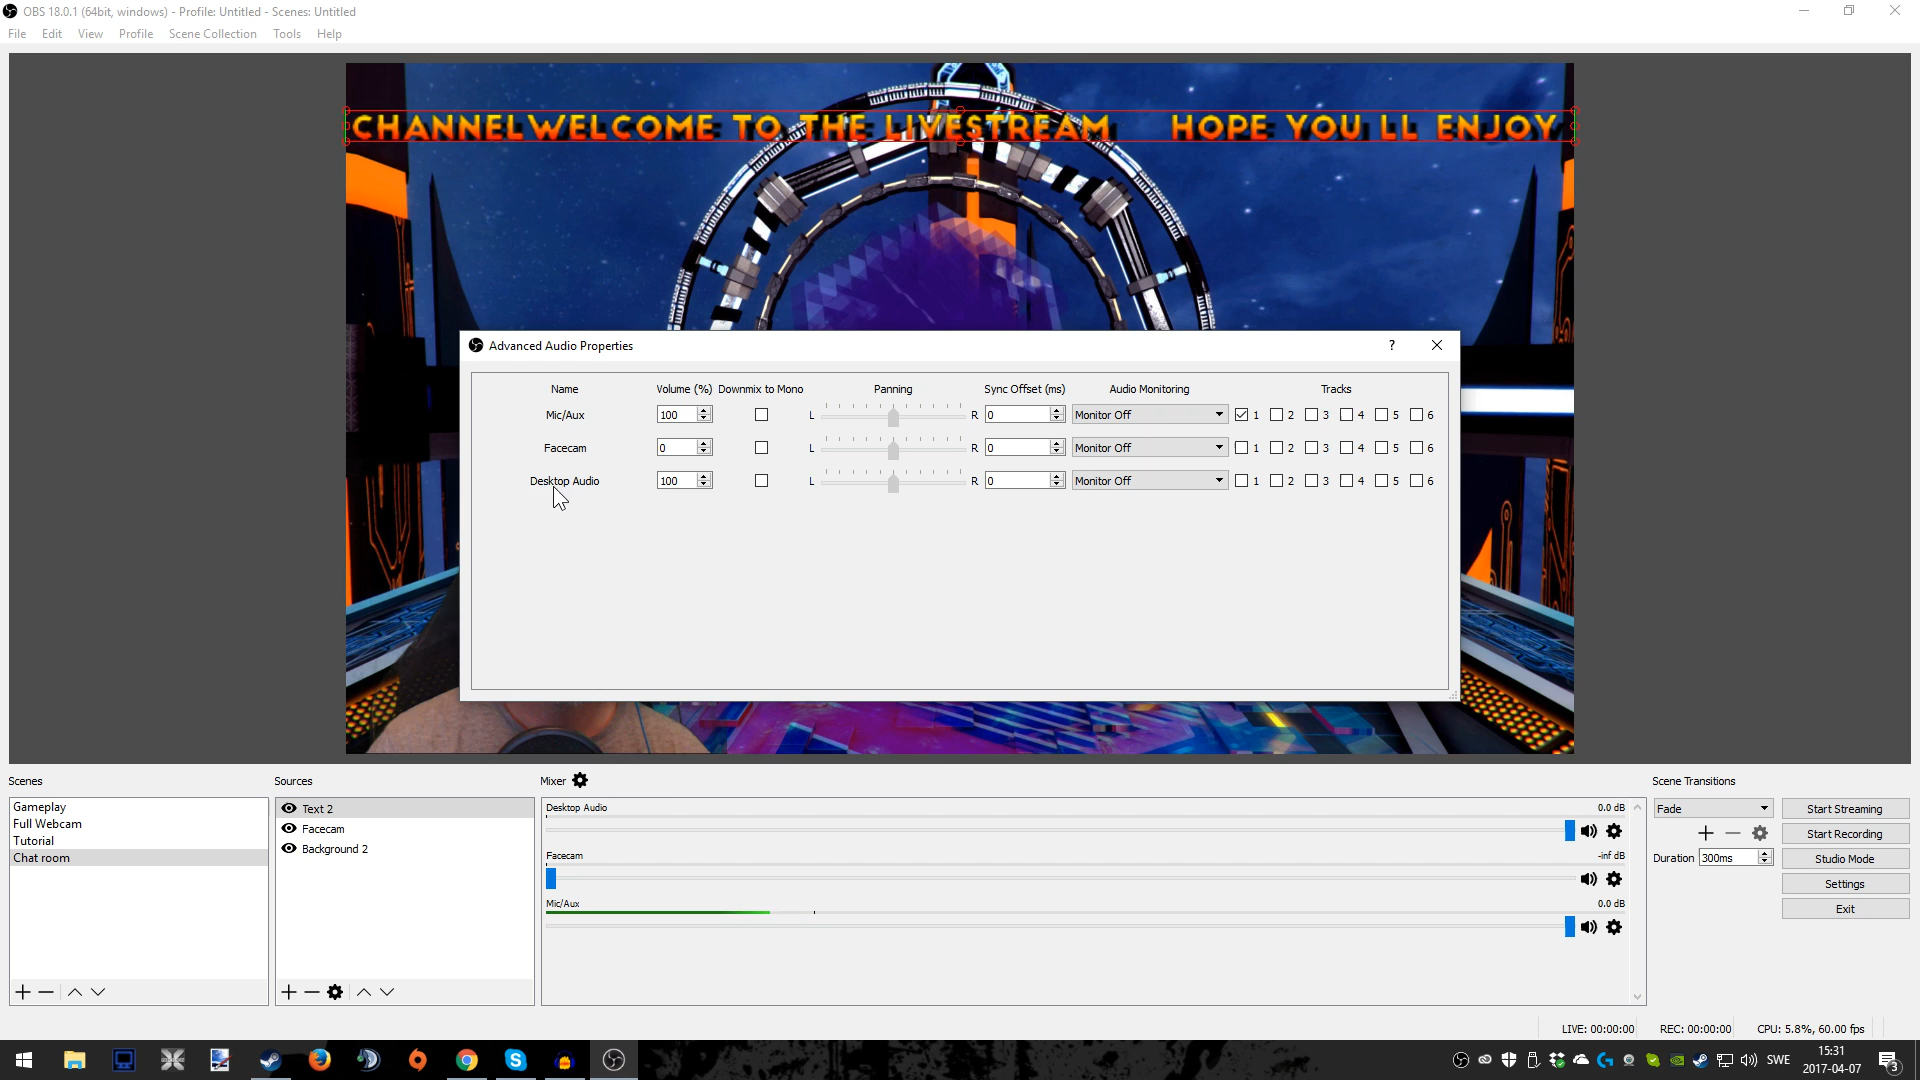 OBS 18.0.1 (64bit, windows) - Profile: Untitled - Scenes: Untitled
File Edit View Profile Scene Collection Tools Help
CHANNELWELCOME TO THE LIVESTREAM HOPE YOU LL ENJOY
Advanced Audio Properties ?
Name Volume (%) Downmix to Mono Panning Sync Offset (ms) Audio Monitoring Tracks
Mic/Aux 100 L R 0 Monitor Off 1 2 3 4 5 6
Facecam 0 L R 0 Monitor Off 1 2 3 4 5 6
Desktop Audio 100 L R 0 Monitor Off 1 2 3 4 5 6
Scenes
Gameplay
Full Webcam
Tutorial
Chat room
Sources
Text 2
Facecam
Background 2
Mixer
Desktop Audio 0.0 dB
Facecam -inf dB
Mic/Aux 0.0 dB
Scene Transitions
Fade
Duration 300ms
Start Streaming
Start Recording
Studio Mode
Settings
Exit
LIVE: 00:00:00 REC: 00:00:00 CPU: 5.8%, 60.00 fps
SWE
15:31
2017-04-07
3